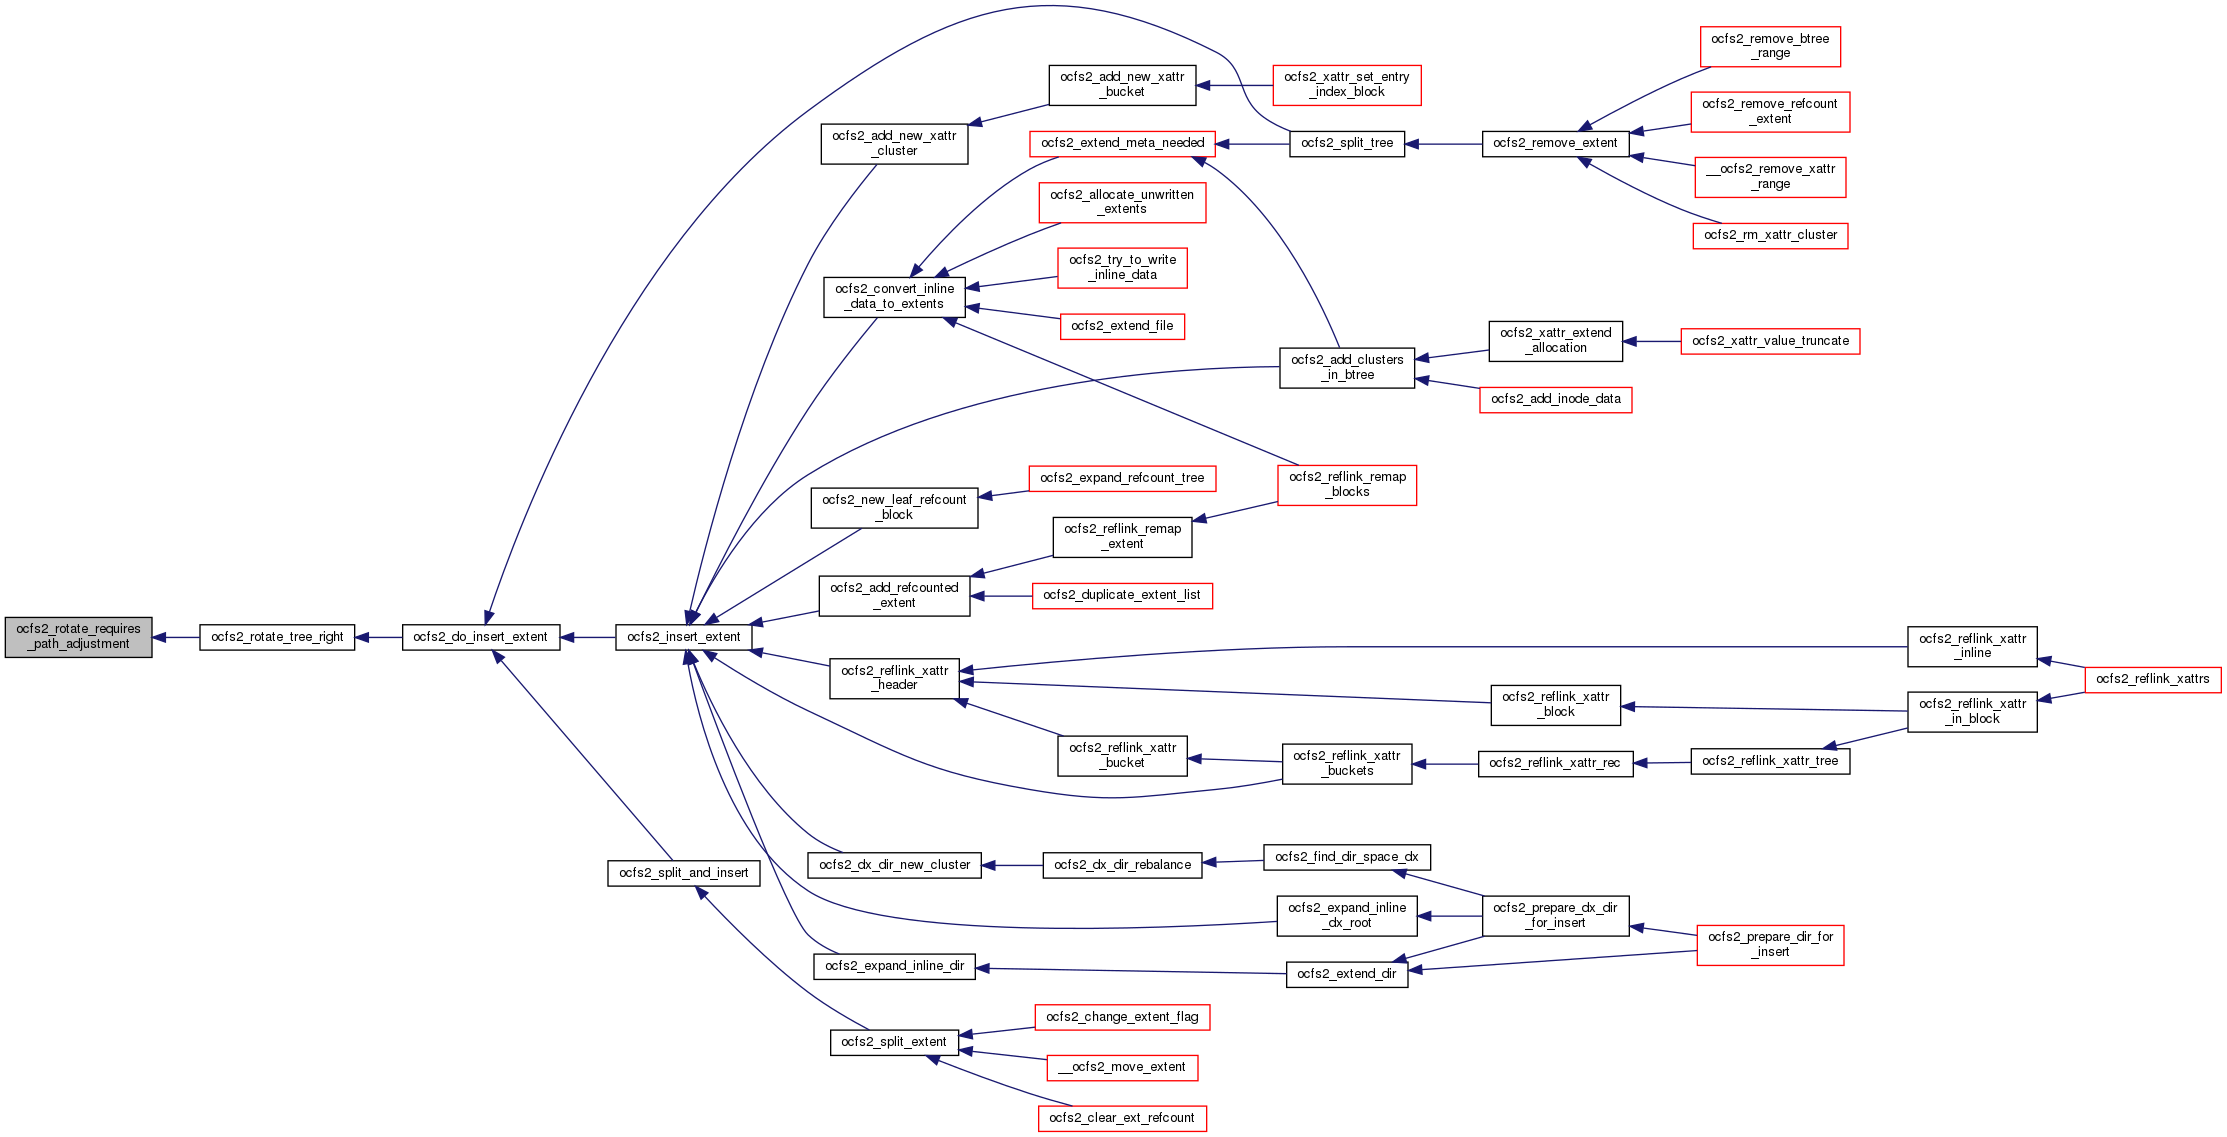 ocfs2_rotate_requires
_path_adjustment
ocfs2_rotate_tree_right
ocfs2_do_insert_extent
ocfs2_insert_extent
ocfs2_split_and_insert
ocfs2_add_new_xattr
_cluster
ocfs2_convert_inline
_data_to_extents
ocfs2_new_leaf_refcount
_block
ocfs2_add_refcounted
_extent
ocfs2_reflink_xattr
_header
ocfs2_dx_dir_new_cluster
ocfs2_expand_inline_dir
ocfs2_split_extent
ocfs2_add_new_xattr
_bucket
ocfs2_extend_meta_needed
ocfs2_allocate_unwritten
_extents
ocfs2_try_to_write
_inline_data
ocfs2_extend_file
ocfs2_expand_refcount_tree
ocfs2_reflink_remap
_extent
ocfs2_duplicate_extent_list
ocfs2_reflink_xattr
_bucket
ocfs2_dx_dir_rebalance
ocfs2_change_extent_flag
__ocfs2_move_extent
ocfs2_clear_ext_refcount
ocfs2_xattr_set_entry
_index_block
ocfs2_split_tree
ocfs2_add_clusters
_in_btree
ocfs2_reflink_remap
_blocks
ocfs2_reflink_xattr
_buckets
ocfs2_find_dir_space_dx
ocfs2_expand_inline
_dx_root
ocfs2_extend_dir
ocfs2_remove_extent
ocfs2_xattr_extend
_allocation
ocfs2_add_inode_data
ocfs2_reflink_xattr
_block
ocfs2_reflink_xattr_rec
ocfs2_prepare_dx_dir
_for_insert
ocfs2_remove_btree
_range
ocfs2_remove_refcount
_extent
__ocfs2_remove_xattr
_range
ocfs2_rm_xattr_cluster
ocfs2_xattr_value_truncate
ocfs2_reflink_xattr_tree
ocfs2_prepare_dir_for
_insert
ocfs2_reflink_xattr
_inline
ocfs2_reflink_xattr
_in_block
ocfs2_reflink_xattrs